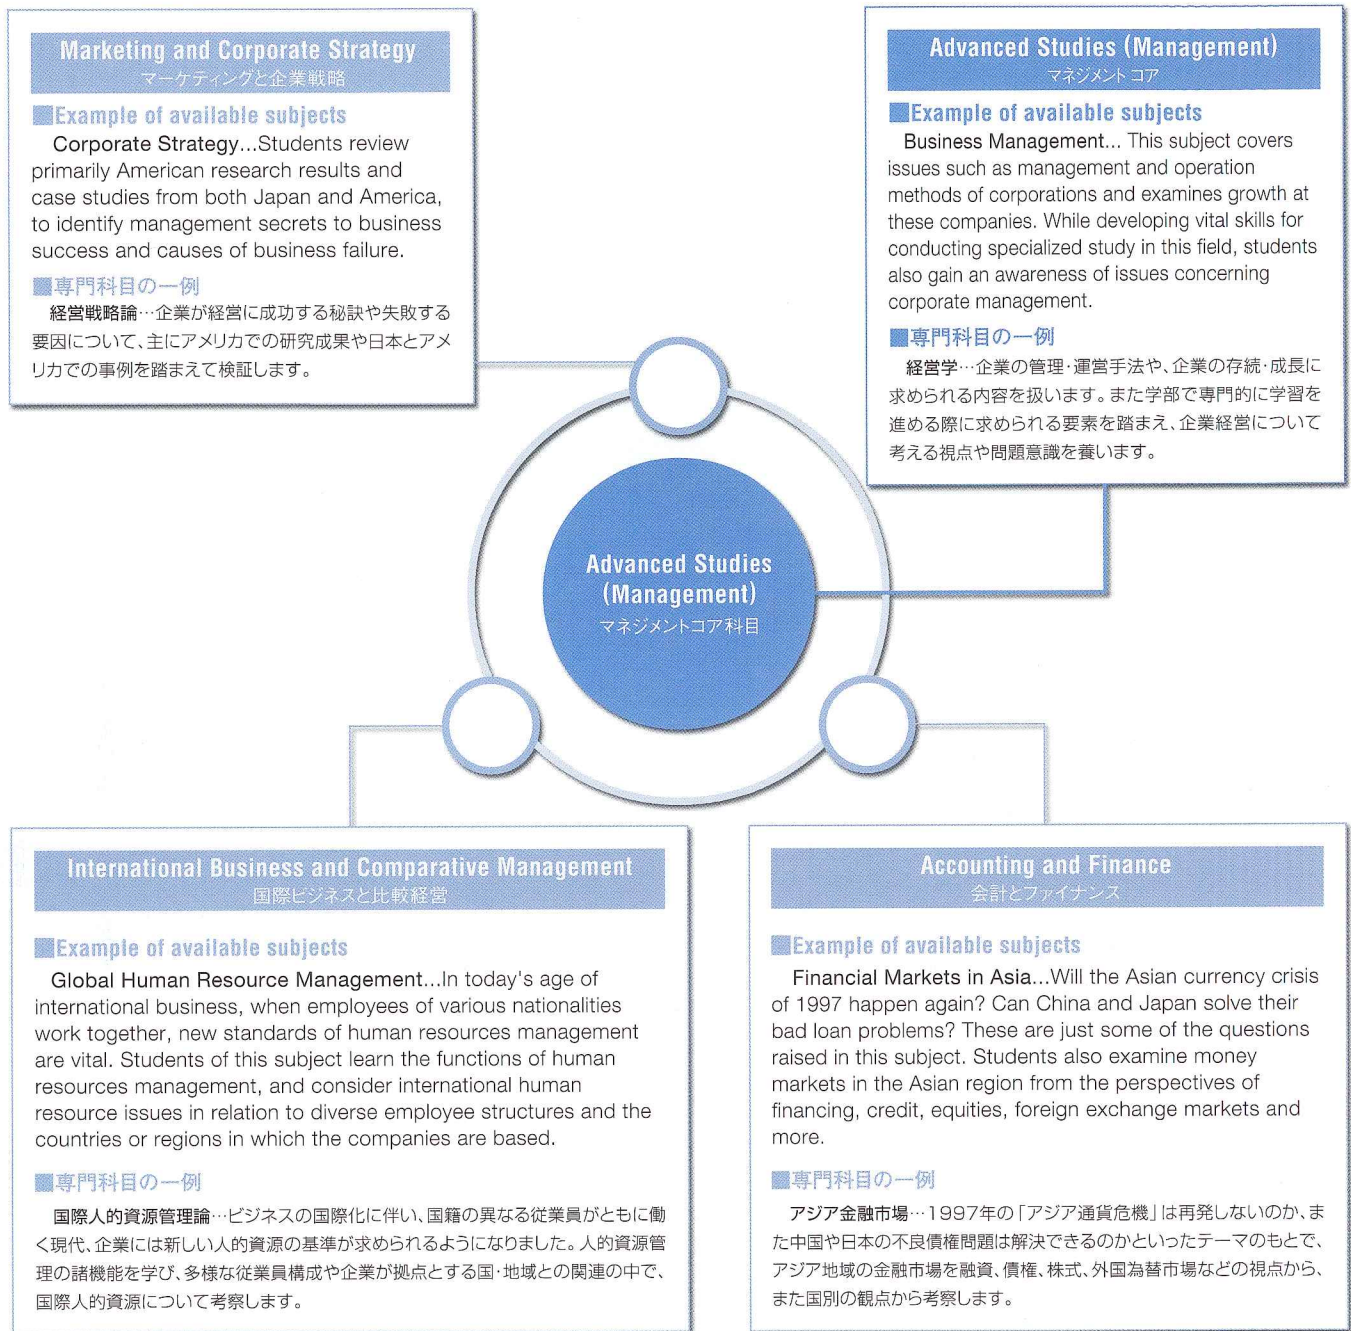 Marketing and Corporate Strategy
マーケティングと企業戦略
■Example of available subjects
Corporate Strategy...Students review
primarily American research results and
case studies from both Japan and America,
to identify management secrets to business
success and causes of business failure.
■専門科目の一例
経営戦略論…企業が経営に成功する秘訣や失敗する
要因について、主にアメリカでの研究成果や日本とアメ
リカでの事例を踏まえて検証します。
Advanced Studies (Management)
マネジメント コア
■Example of available subjects
Business Management... This subject covers
issues such as management and operation
methods of corporations and examines growth at
these companies. While developing vital skills for
conducting specialized study in this field, students
also gain an awareness of issues concerning
corporate management.
■専門科目の一例
経営学…企業の管理・運営手法や、企業の存続・成長に
求められる内容を扱います。また学部で専門的に学習を
進める際に求められる要素を踏まえ、企業経営について
考える視点や問題意識を養います。
Advanced Studies
(Management)
マネジメントコア科目
International Business and Comparative Management
国際ビジネスと比較経営
■Example of available subjects
Global Human Resource Management...In today's age of
international business, when employees of various nationalities
work together, new standards of human resources management
are vital. Students of this subject learn the functions of human
resources management, and consider international human
resource issues in relation to diverse employee structures and the
countries or regions in which the companies are based.
■専門科目の一例
国際人的資源管理論…ビジネスの国際化に伴い、国籍の異なる従業員がともに働
く現代、企業には新しい人的資源の基準が求められるようになりました。人的資源管
理の諸機能を学び、多様な従業員構成や企業が拠点とする国・地域との関連の中で、
国際人的資源について考察します。
Accounting and Finance
会計とファイナンス
■Example of available subjects
Financial Markets in Asia...Will the Asian currency crisis
of 1997 happen again? Can China and Japan solve their
bad loan problems? These are just some of the questions
raised in this subject. Students also examine money
markets in the Asian region from the perspectives of
financing, credit, equities, foreign exchange markets and
more.
■専門科目の一例
アジア金融市場…1997年の「アジア通貨危機」は再発しないのか、ま
た中国や日本の不良債権問題は解決できるのかといったテーマのもとで、
アジア地域の金融市場を融資、債権、株式、外国為替市場などの視点から、
また国別の観点から考察します。